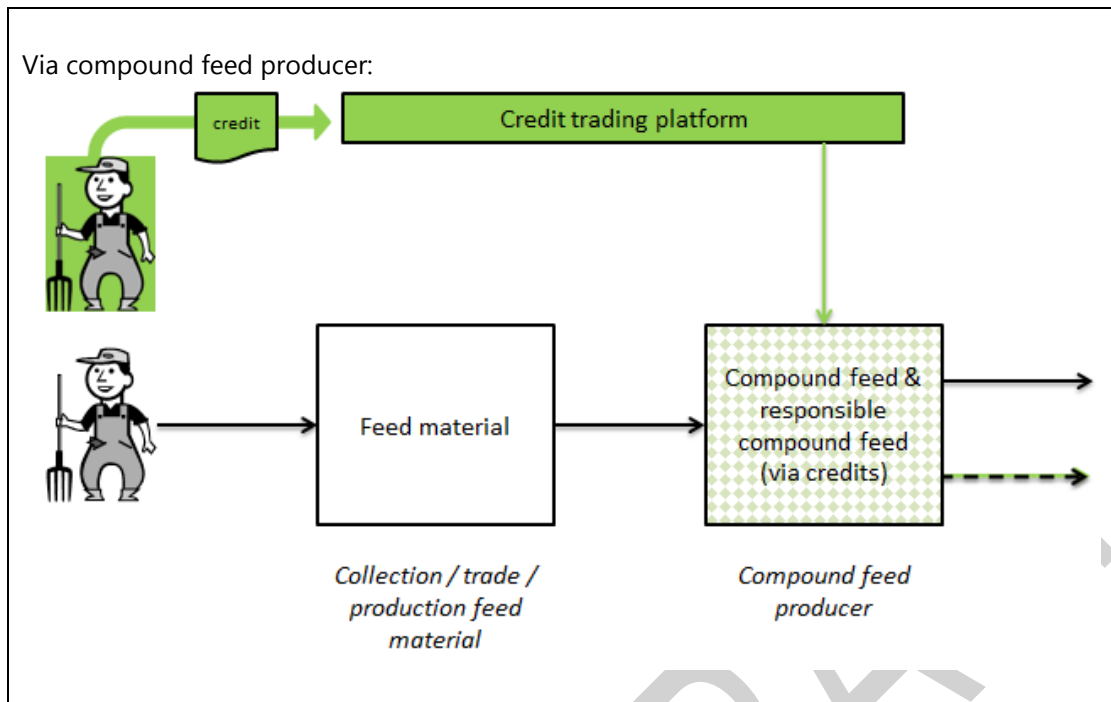 Via compound feed producer:
credit
Credit trading platform
Feed material
Compound feed &
responsible
compound feed
(via credits)
Collection / trade /
production feed
material
Compound feed
producer